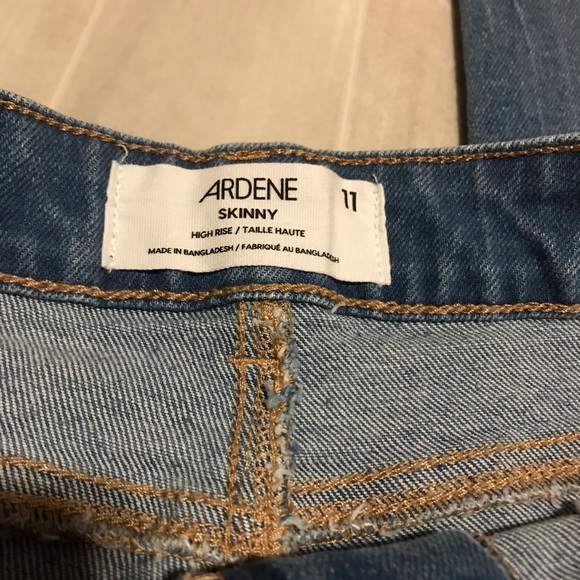 ARDENE 11
SKINNY
HIGH RISE / TAILLE HAUTE
MADE IN BANGLADESH / FABRIQUÉ AU BANGLADESH